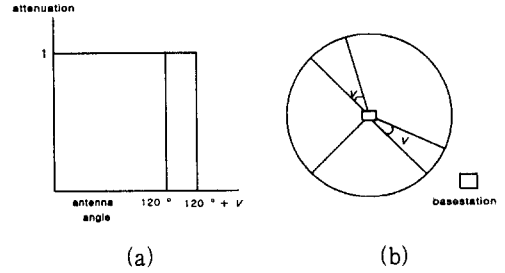 attenuation
1
antenna
angle
120 °
120 ° + ν
(a)
ν
ν
basestation
(b)